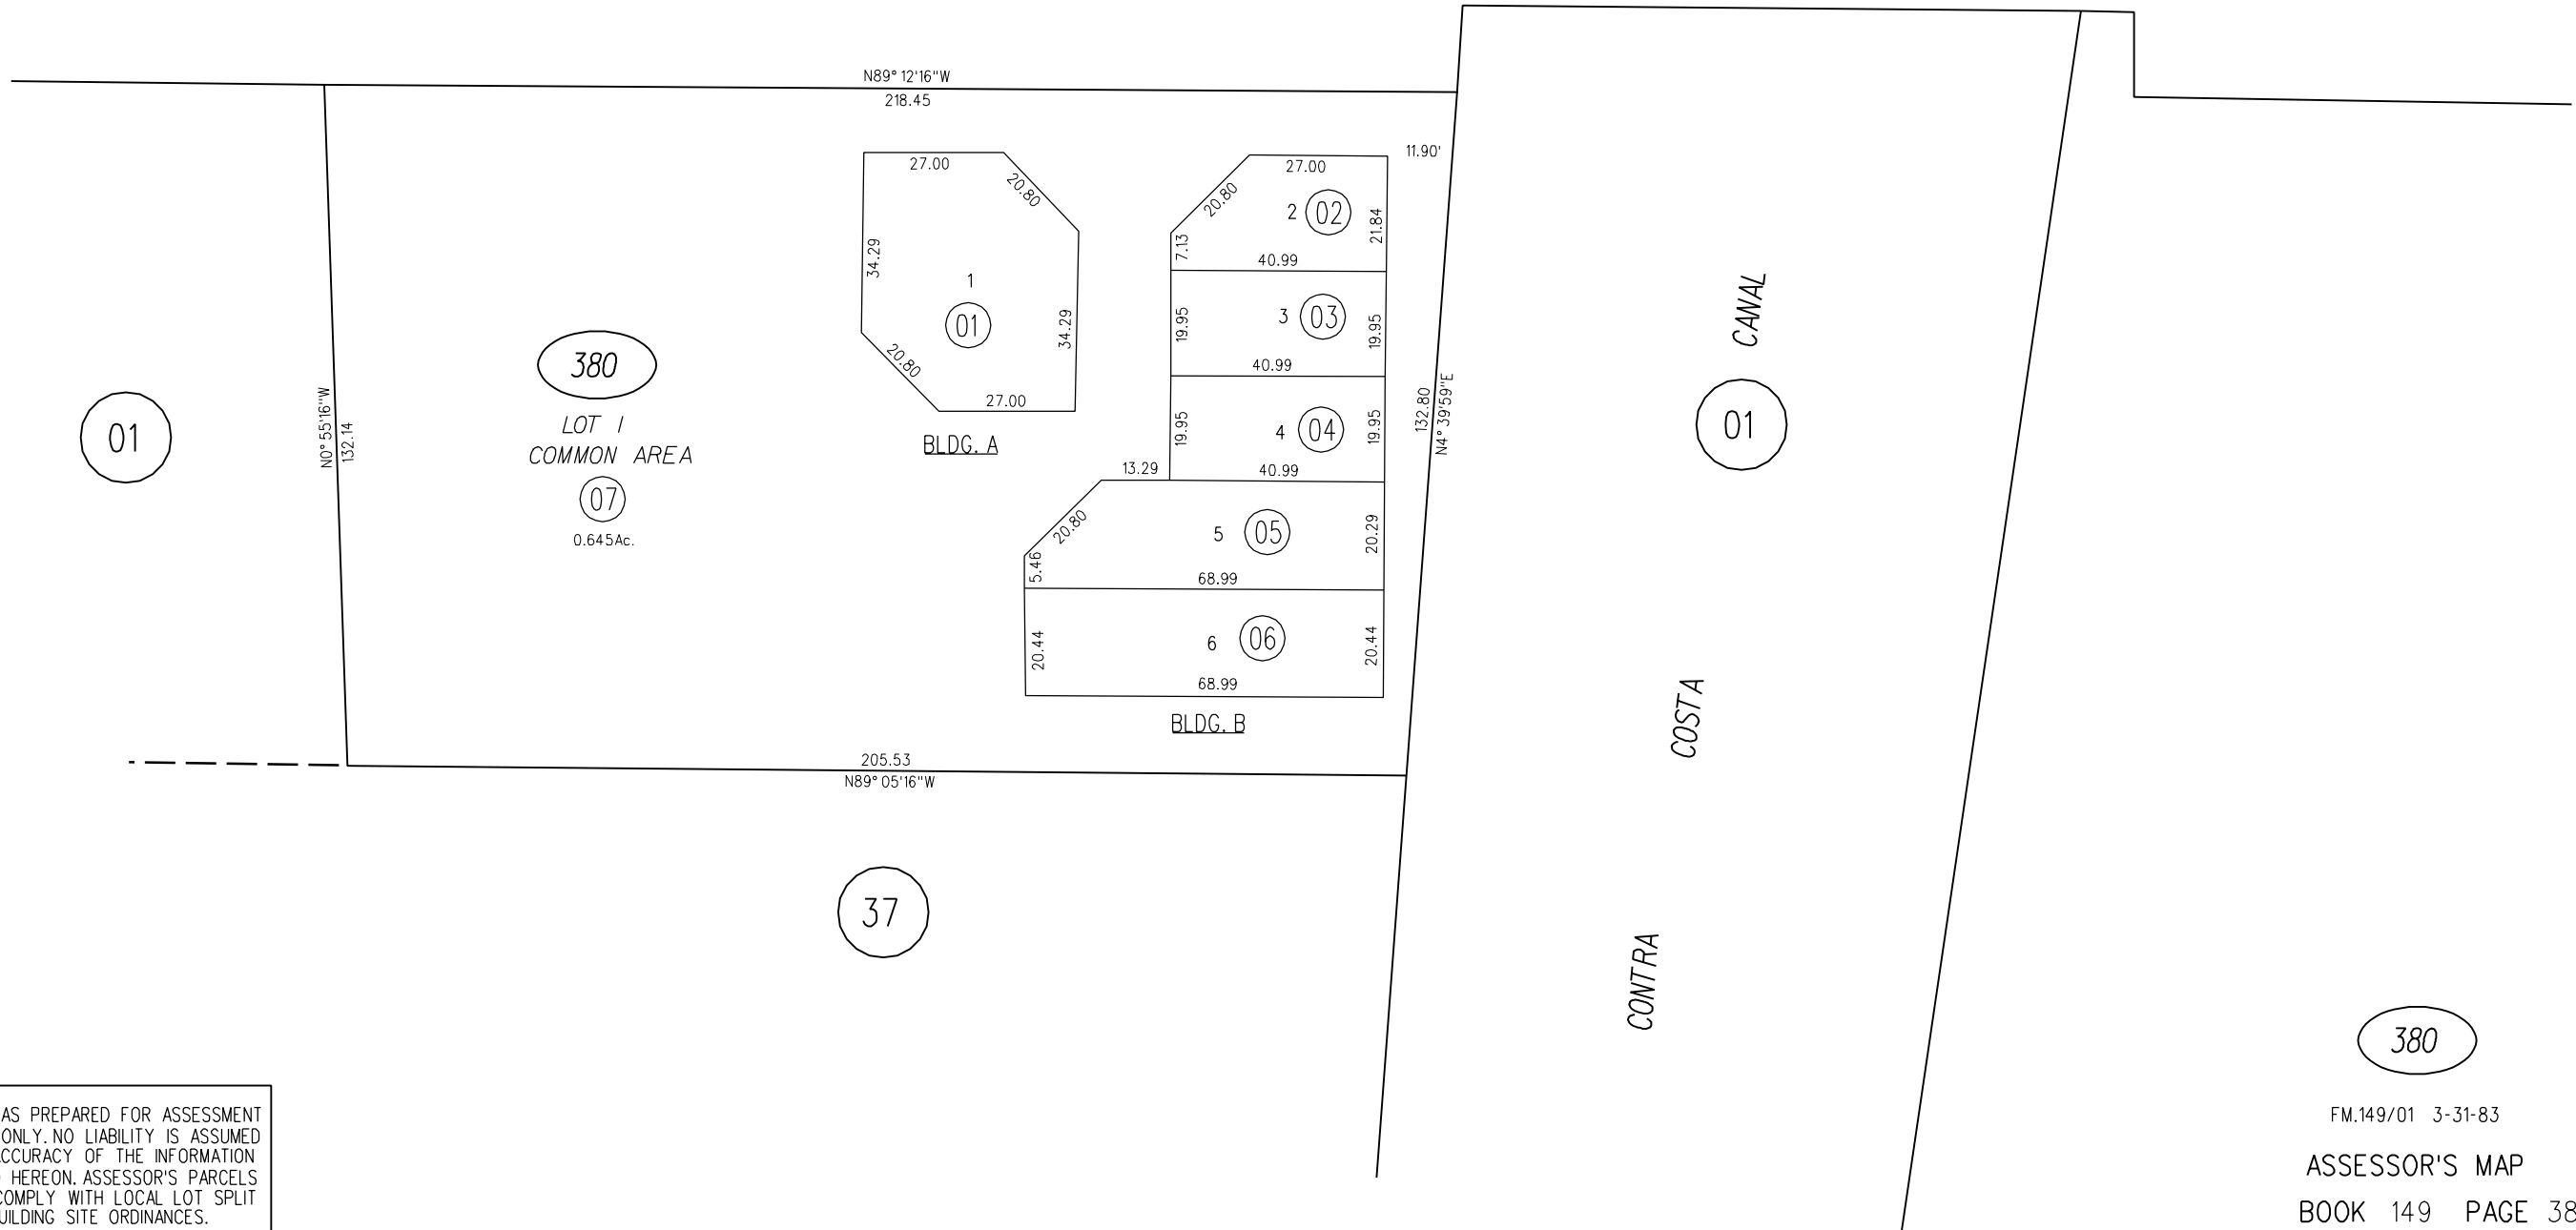 N89° 12'16"W
218.45
11.90'
27.00
20.80
34.29
1
01
34.29
20.80
27.00
BLDG. A
27.00
20.80
2 02
21.84
7.13
40.99
19.95
3 03
19.95
40.99
19.95
4 04
19.95
13.29
40.99
20.80
5 05
20.29
5.46
68.99
20.44
6 06
20.44
68.99
BLDG. B
380
LOT 1
COMMON AREA
07
0.645Ac.
01
N0° 55'16"W
132.14
132.80
N4° 39'59"E
205.53
N89° 05'16"W
37
CONTRA COSTA CANAL
01
AS PREPARED FOR ASSESSMENT
ONLY. NO LIABILITY IS ASSUMED
CCURACY OF THE INFORMATION
HEREON. ASSESSOR'S PARCELS
COMPLY WITH LOCAL LOT SPLIT
UILDING SITE ORDINANCES.
380
FM.149/01 3-31-83
ASSESSOR'S MAP
BOOK 149 PAGE 38